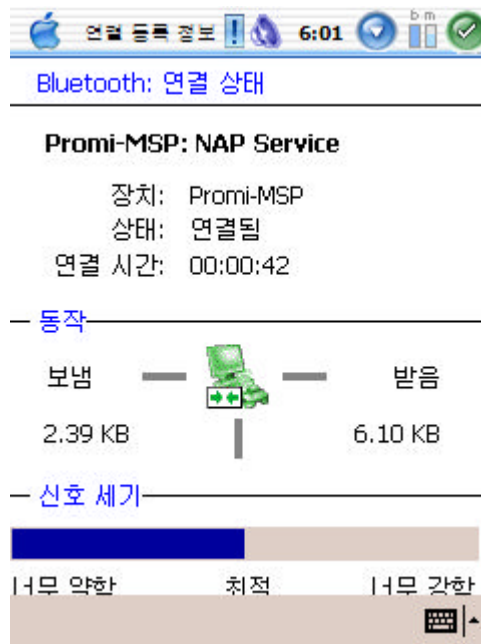 연결 등록 정보 6:01 b m
Bluetooth: 연결 상태
Promi-MSP: NAP Service
장치: Promi-MSP
상태: 연결됨
연결 시간: 00:00:42
동작
보냄 받음
2.39 KB 6.10 KB
신호 세기
너무 약함 최적 너무 강함